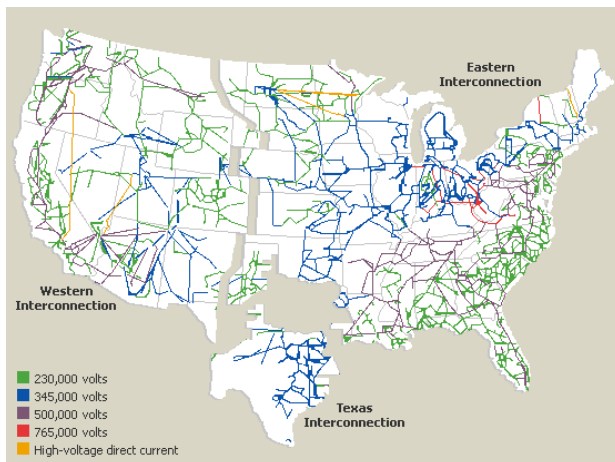 Eastern
Interconnection
Western
Interconnection
Texas
Interconnection
230,000 volts
345,000 volts
500,000 volts
765,000 volts
High-voltage direct current